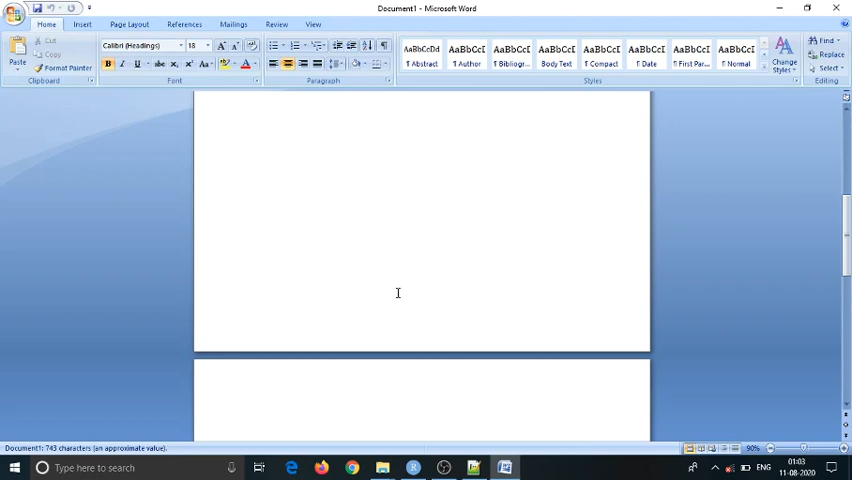 Document1 - Microsoft Word
Home Insert Page Layout References Mailings Review View
Paste
Cut
Copy
Format Painter
Clipboard
Calibri (Headings) 18
Font
Paragraph
AaBbCcDd AaBbCcI AaBbCcI AaBbCcI AaBbCcI AaBbCcI AaBbCcI AaBbCcI
Abstract ¶ Author ¶ Bibliogr... Body Text ¶ Compact ¶ Date ¶ First Par... ¶ Normal
Styles
Change
Styles
Find
Replace
Select
Editing
Document1: 743 characters (an approximate value).
90%
Type here to search
ENG
01:03
11-08-2020